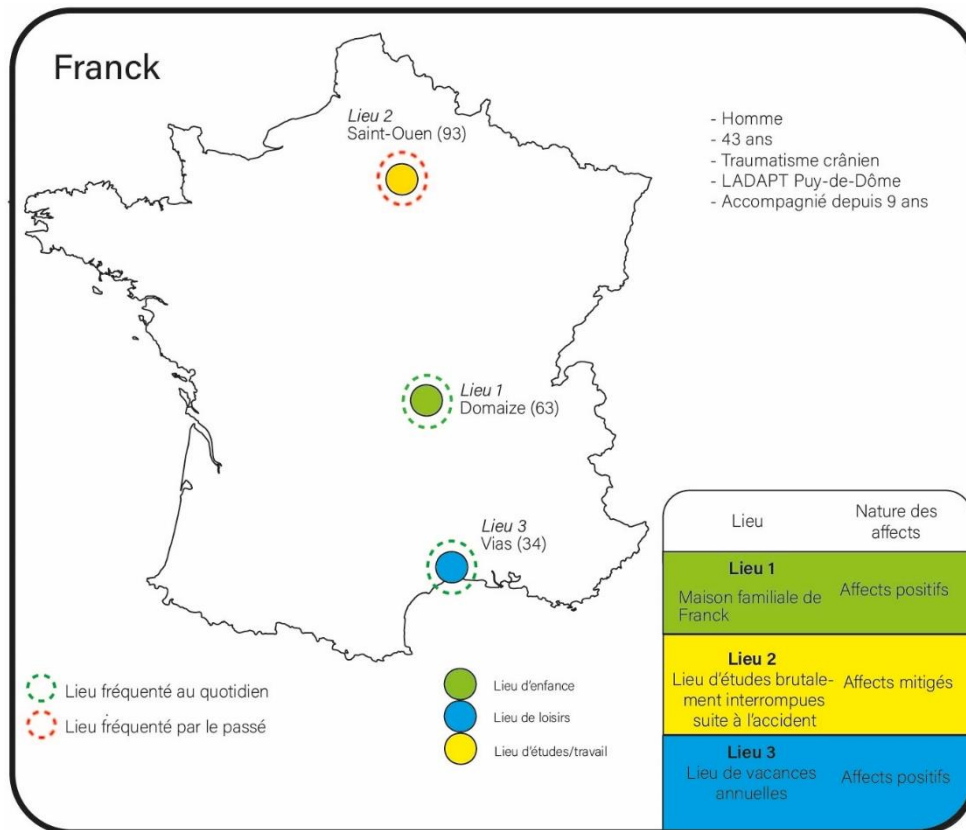 Franck
Lieu 2
Saint-Ouen (93)
- Homme
- 43 ans
- Traumatisme crânien
- LADAPT Puy-de-Dôme
- Accompagnié depuis 9 ans
Lieu 1
Domaize (63)
Lieu 3
Vias (34)
Lieu fréquenté au quotidien
Lieu fréquenté par le passé
Lieu d'enfance
Lieu de loisirs
Lieu d'études/travail
Lieu
Nature des
affects
Lieu 1
Maison familiale de
Franck
Affects positifs
Lieu 2
Lieu d'études brutale-
ment interrompues
suite à l'accident
Affects mitigés
Lieu 3
Lieu de vacances
annuelles
Affects positifs